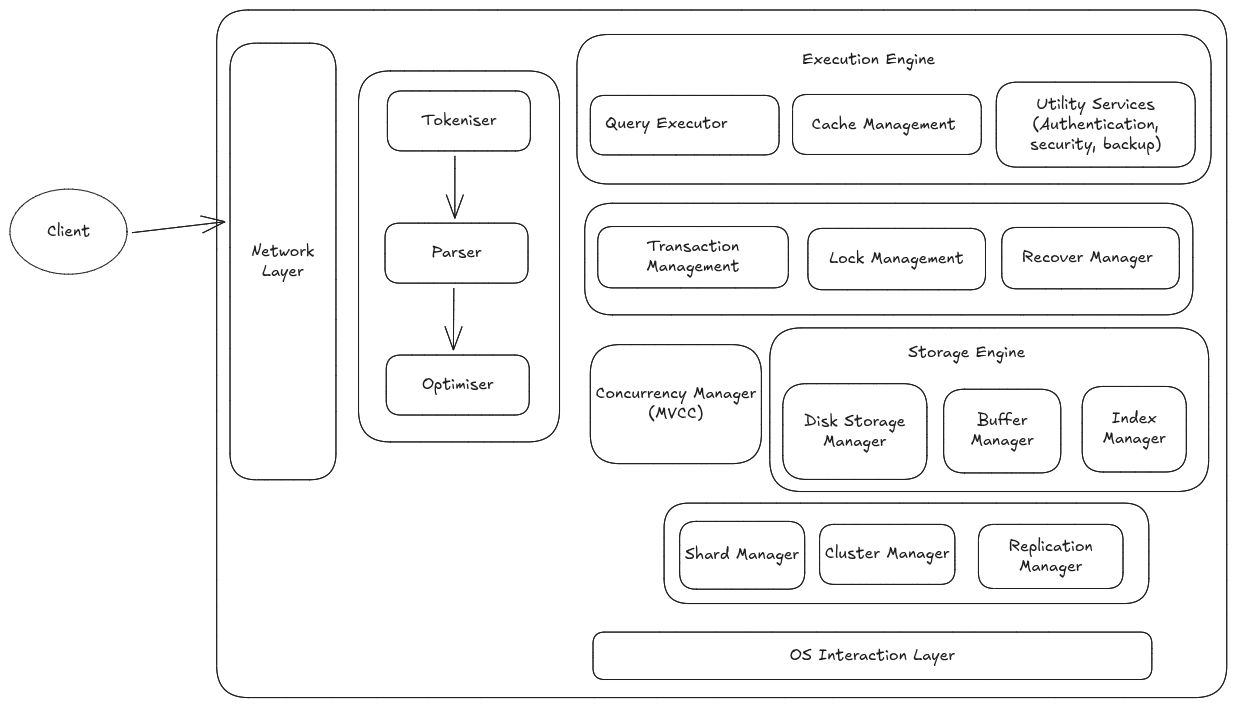 Client
Network
Layer
Tokeniser
Parser
Optimiser
Execution Engine
Query Executor
Cache Management
Utility Services
(Authentication,
security, backup)
Transaction
Management
Lock Management
Recover Manager
Concurrency Manager
(MVCC)
Storage Engine
Disk Storage
Manager
Buffer
Manager
Index
Manager
Shard Manager
Cluster Manager
Replication
Manager
OS Interaction Layer